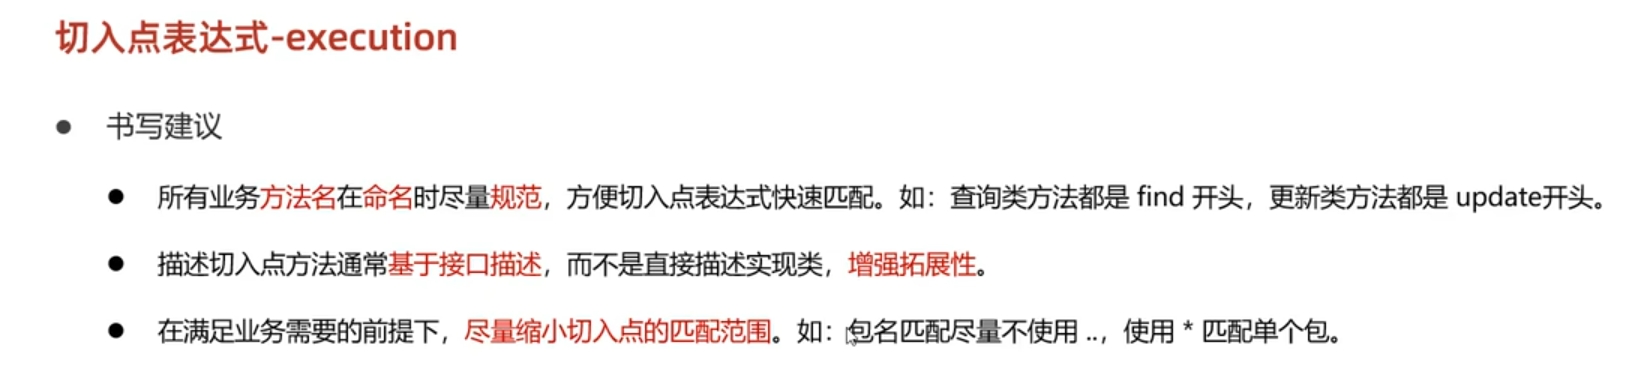 切入点表达式-execution
● 书写建议
● 所有业务方法名在命名时尽量规范，方便切入点表达式快速匹配。如：查询类方法都是 find 开头，更新类方法都是 update开头。
● 描述切入点方法通常基于接口描述，而不是直接描述实现类，增强拓展性。
● 在满足业务需要的前提下，尽量缩小切入点的匹配范围。如：包名匹配尽量不使用 ..，使用 * 匹配单个包。